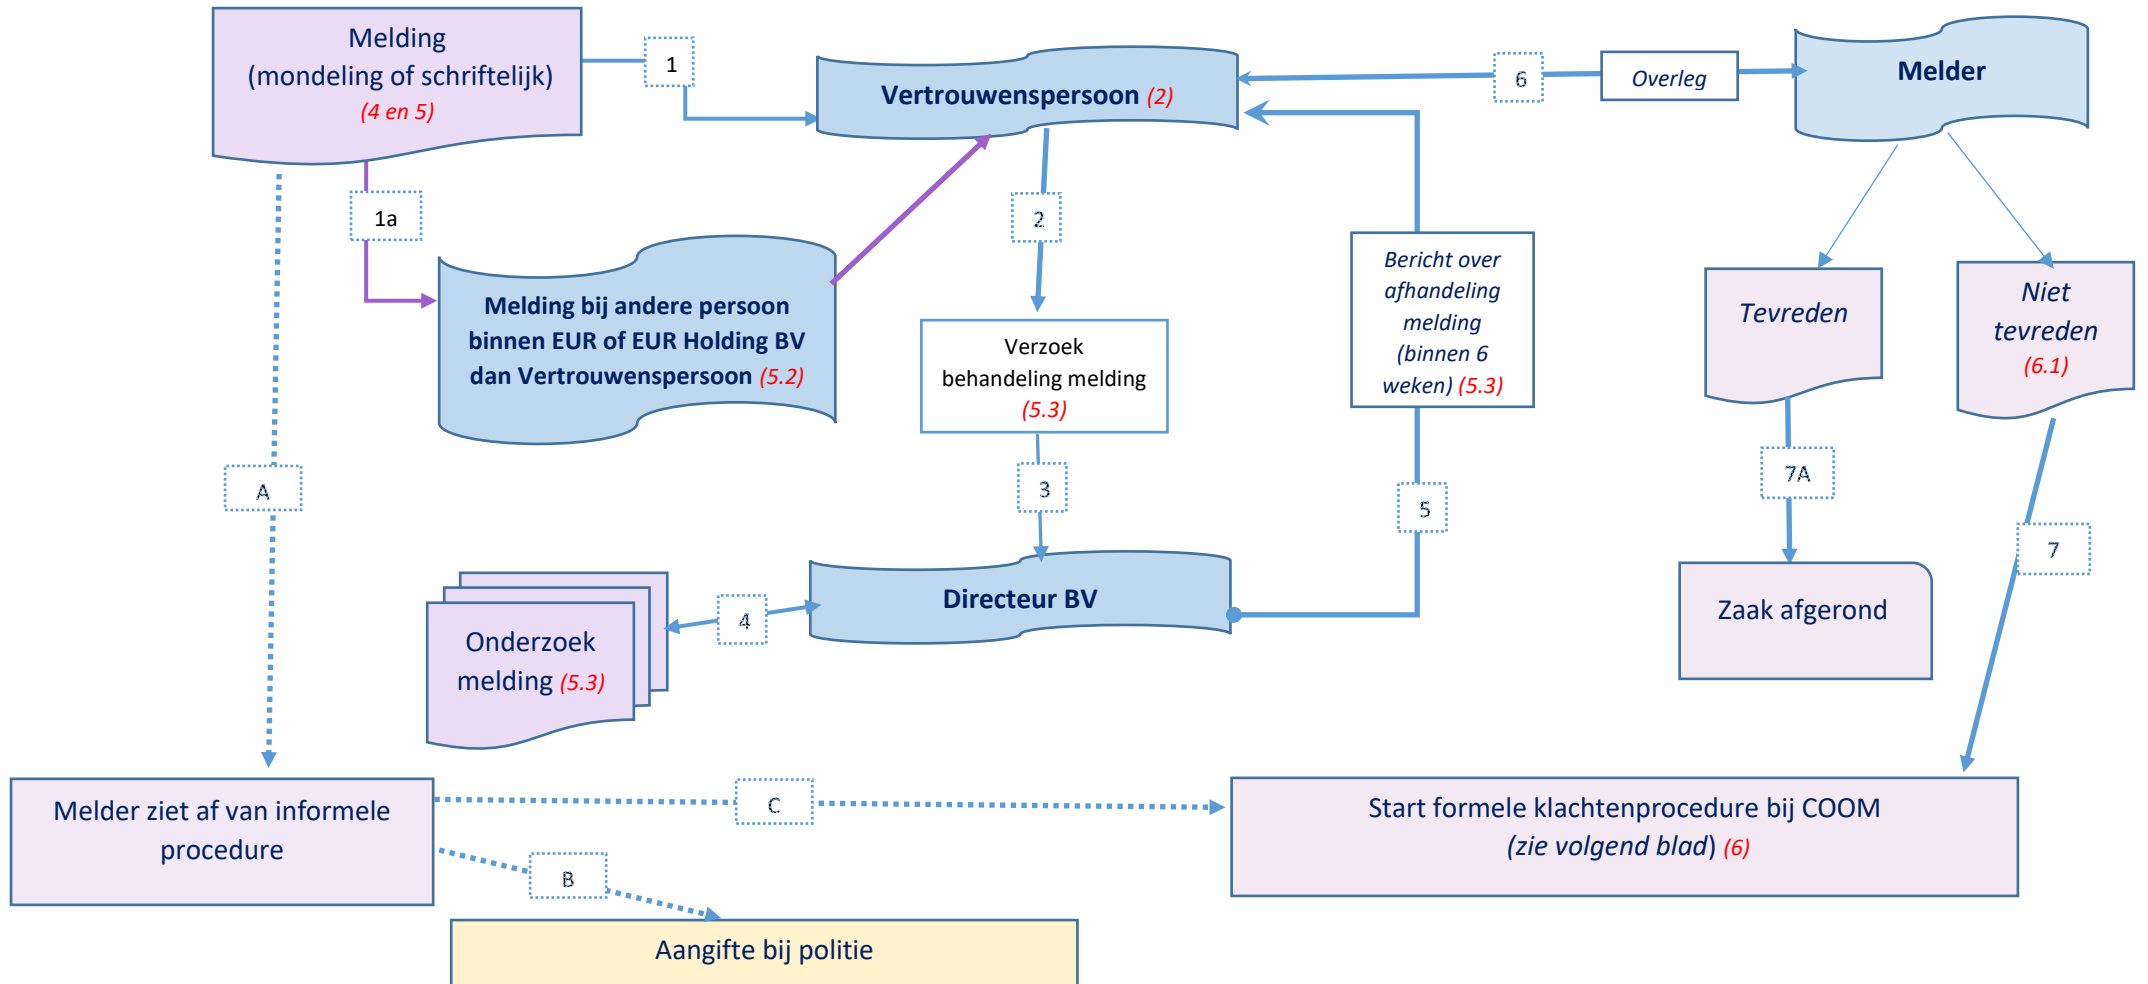 Melding
(mondeling of schriftelijk)
(4 en 5)
1
1a
Vertrouwenspersoon (2)
6
Overleg
Melder
2
Melding bij andere persoon
binnen EUR of EUR Holding BV
dan Vertrouwenspersoon (5.2)
Verzoek
behandeling melding
(5.3)
Bericht over
afhandeling
melding
(binnen 6
weken) (5.3)
Tevreden
Niet
tevreden
(6.1)
A
3
5
7A
7
Onderzoek
melding (5.3)
4
Directeur BV
Zaak afgerond
Melder ziet af van informele
procedure
C
B
Start formele klachtenprocedure bij COOM
(zie volgend blad) (6)
Aangifte bij politie